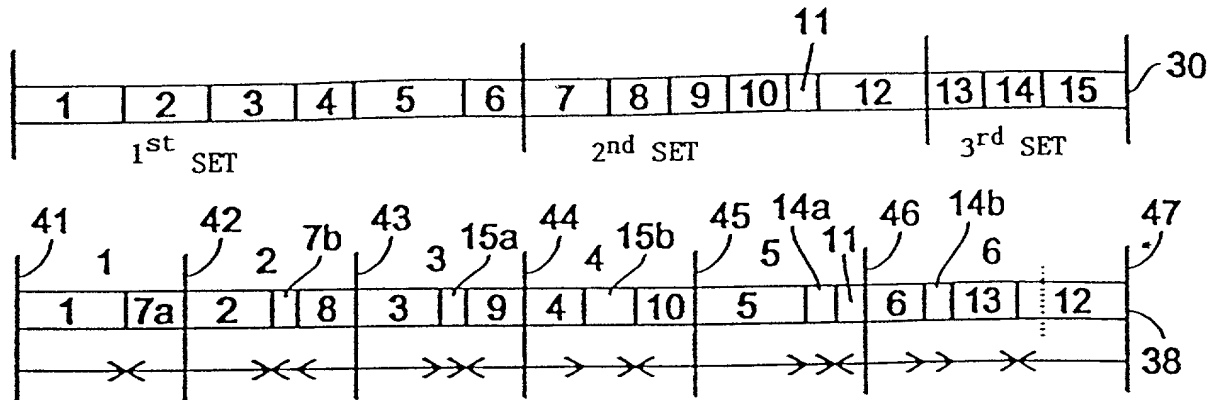 11
30
1 2 3 4 5 6 7 8 9 10 12 13 14 15
1st SET 2nd SET 3rd SET
41 42 43 44 45 14a 46 14b 47
1 2 7b 3 15a 4 15b 5 11 6
1 7a 2 8 3 9 4 10 5 6 13 12
38